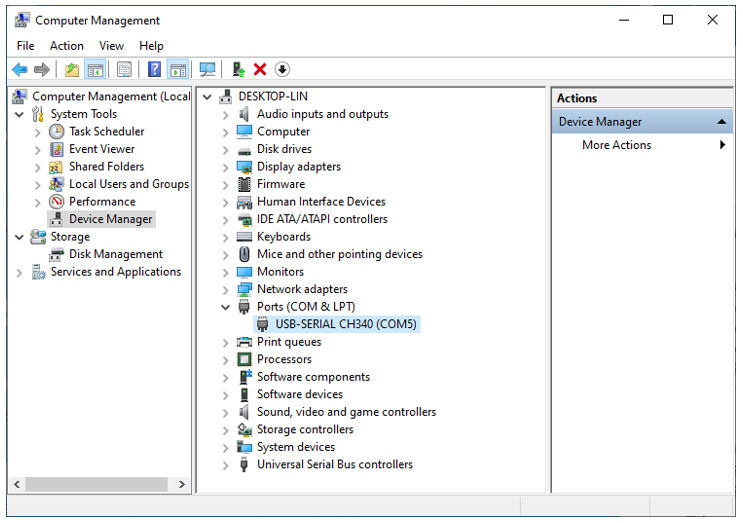 Computer Management
File Action View Help
Computer Management (Local
System Tools
Task Scheduler
Event Viewer
Shared Folders
Local Users and Groups
Performance
Device Manager
Storage
Disk Management
Services and Applications
DESKTOP-LIN
Audio inputs and outputs
Computer
Disk drives
Display adapters
Firmware
Human Interface Devices
IDE ATA/ATAPI controllers
Keyboards
Mice and other pointing devices
Monitors
Network adapters
Ports (COM & LPT)
USB-SERIAL CH340 (COM5)
Print queues
Processors
Software components
Software devices
Sound, video and game controllers
Storage controllers
System devices
Universal Serial Bus controllers
Actions
Device Manager
More Actions